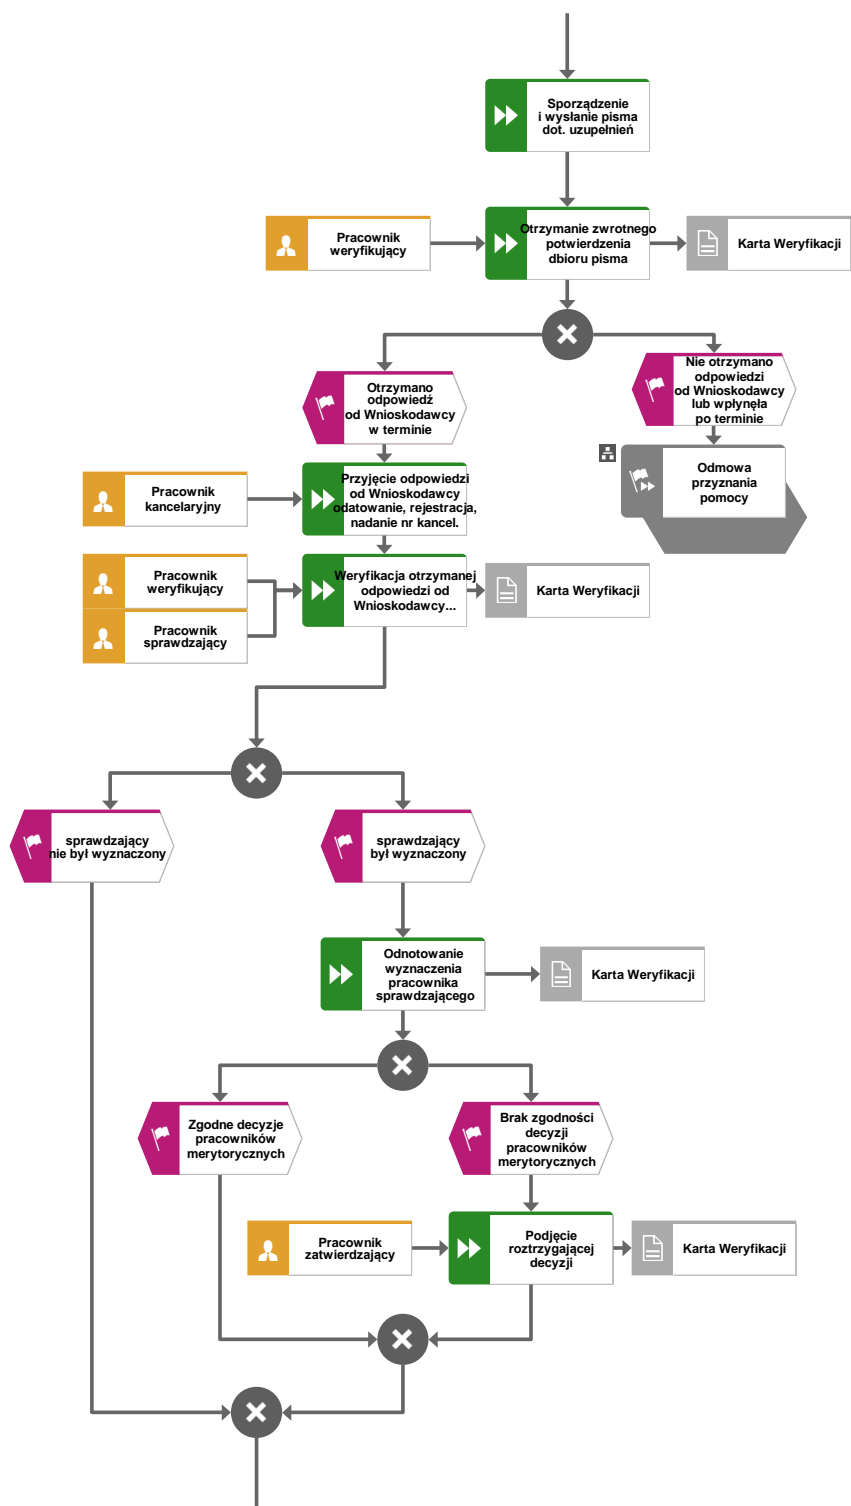 Sporządzenie
i wysłanie pisma
dot. uzupełnień
Pracownik
weryfikujący
Otrzymanie zwrotnego
potwierdzenia
dbioru pisma
Karta Weryfikacji
Otrzymano
odpowiedź
od Wnioskodawcy
w terminie
Nie otrzymano
odpowiedzi
od Wnioskodawcy
lub wpłynęła
po terminie
Odmowa
przyznania
pomocy
Pracownik
kancelaryjny
Przyjęcie odpowiedzi
od Wnioskodawcy
odatowanie, rejestracja,
nadanie nr kancel.
Pracownik
weryfikujący
Pracownik
sprawdzający
Weryfikacja otrzymanej
odpowiedzi od
Wnioskodawcy...
Karta Weryfikacji
sprawdzający
nie był wyznaczony
sprawdzający
był wyznaczony
Odnotowanie
wyznaczenia
pracownika
sprawdzającego
Karta Weryfikacji
Zgodne decyzje
pracowników
merytorycznych
Brak zgodności
decyzji
pracowników
merytorycznych
Pracownik
zatwierdzający
Podjęcie
roztrzygającej
decyzji
Karta Weryfikacji